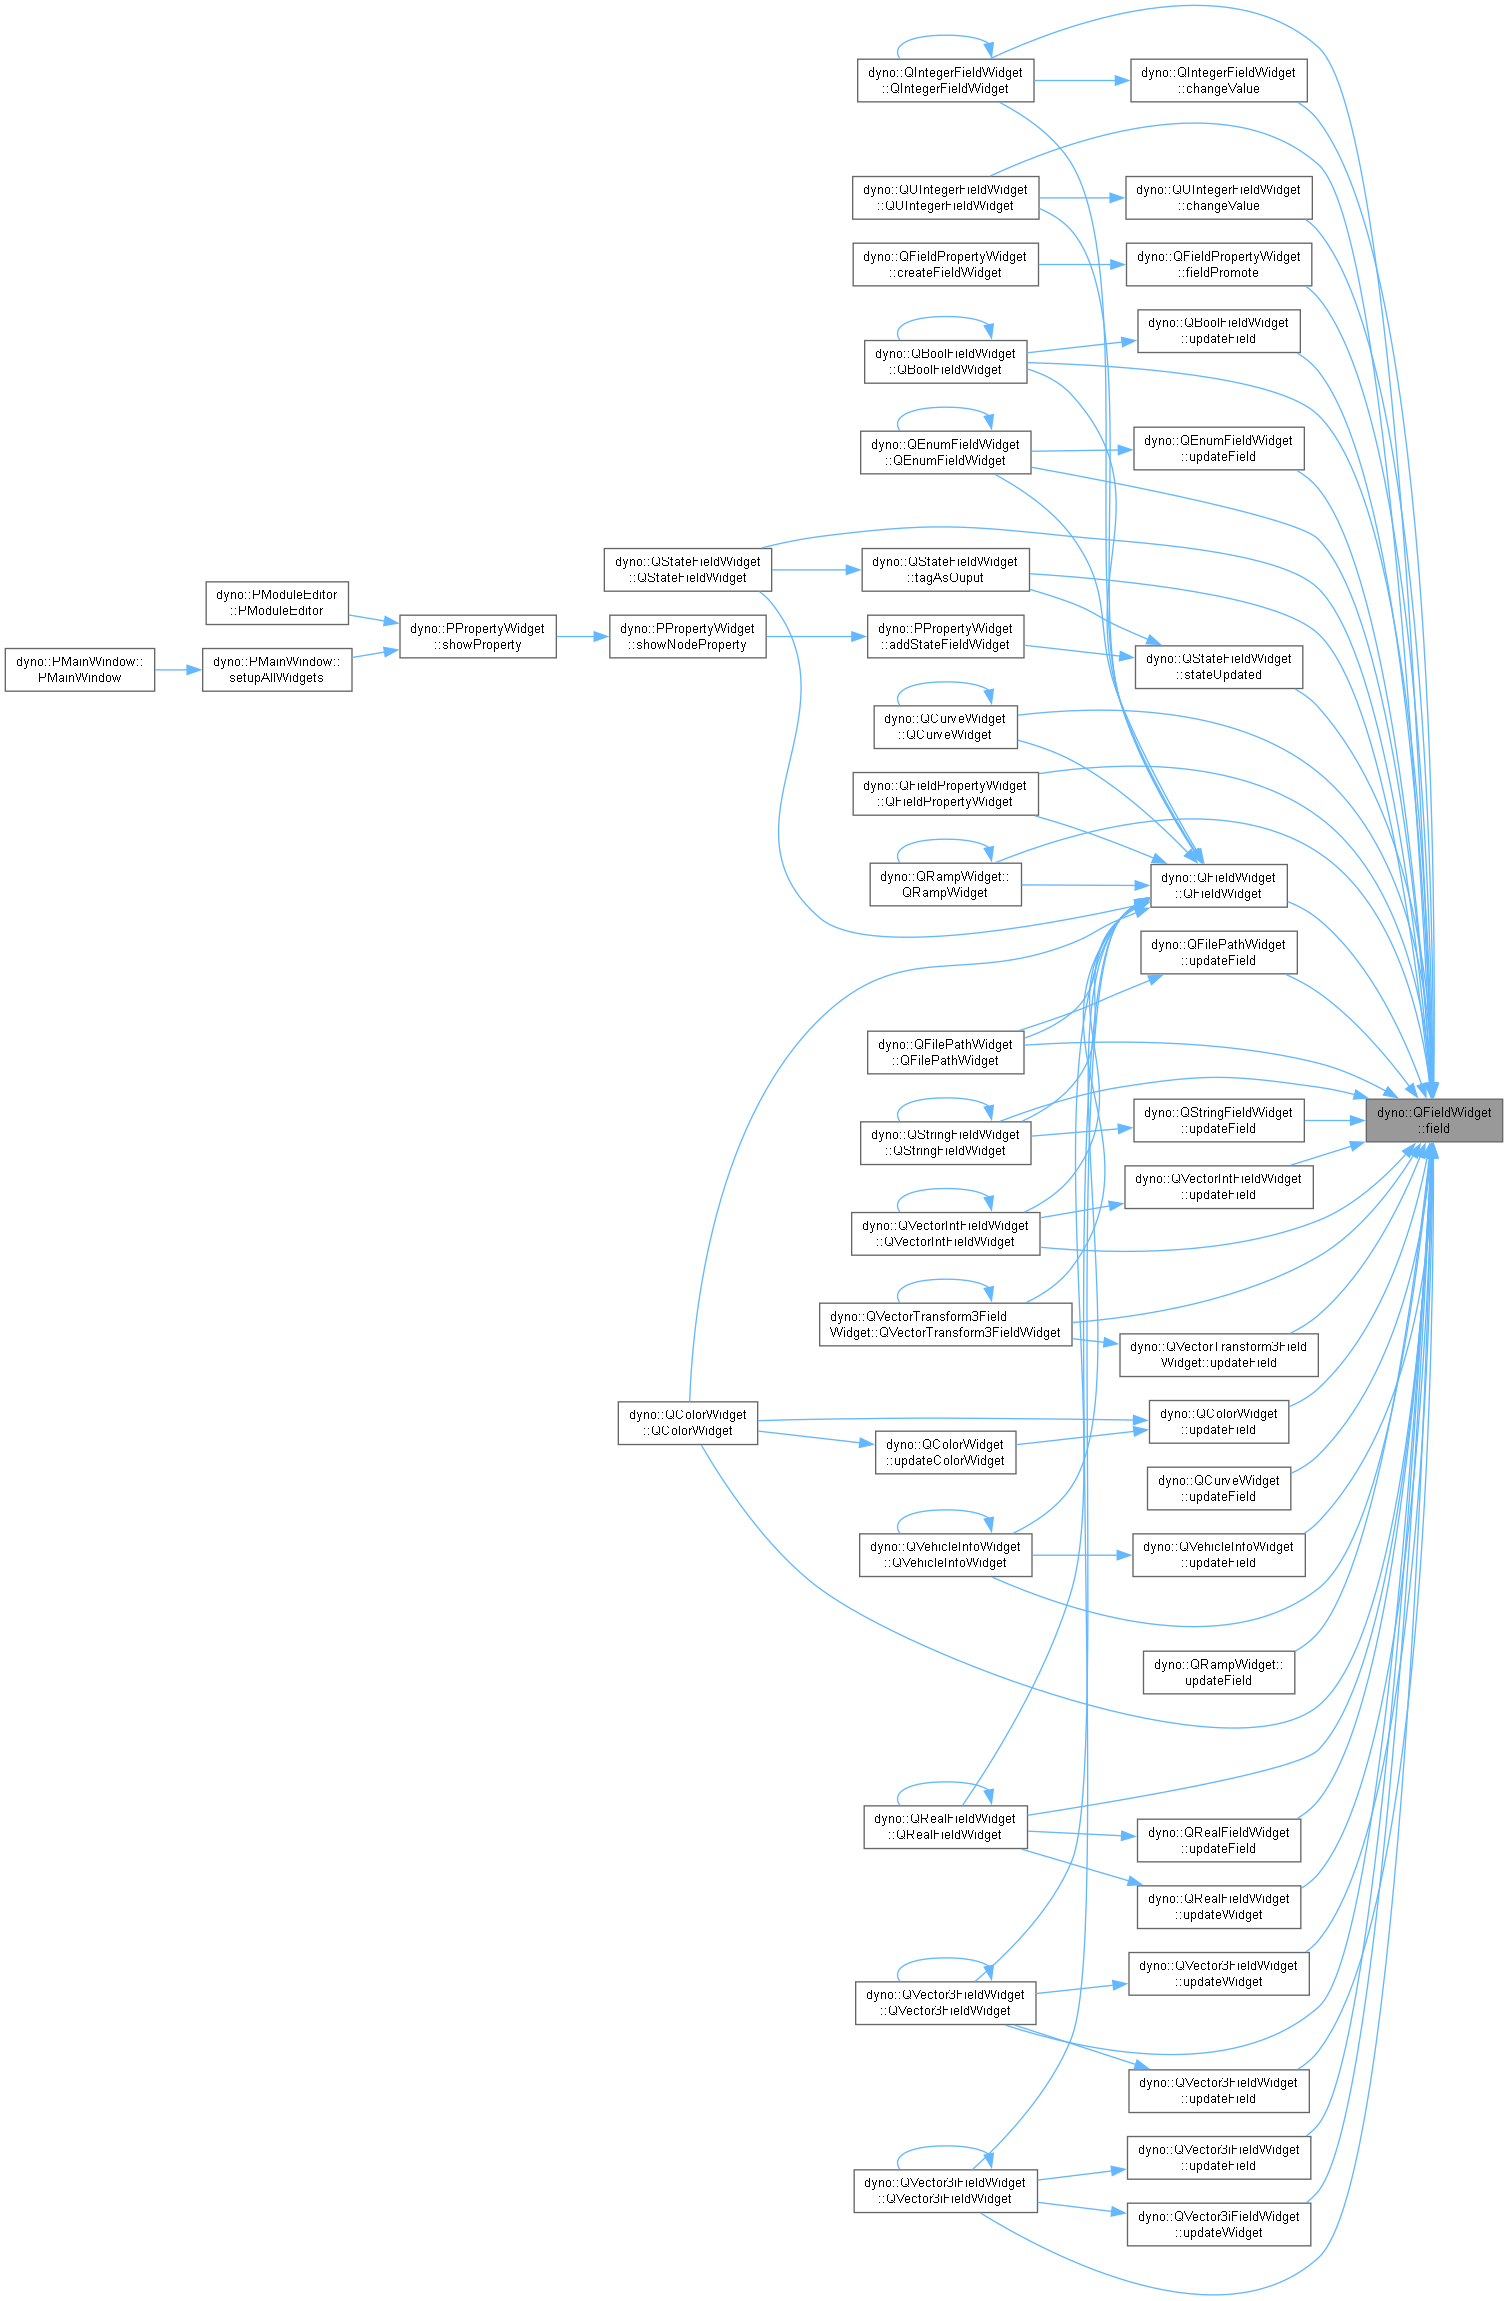 dyno::QIntegerFieldWidget
::QIntegerFieldWidget
dyno::QIntegerFieldWidget
::changeValue
dyno::QUIntegerFieldWidget
::QUIntegerFieldWidget
dyno::QUIntegerFieldWidget
::changeValue
dyno::QFieldPropertyWidget
::createFieldWidget
dyno::QFieldPropertyWidget
::fieldPromote
dyno::QBoolFieldWidget
::QBoolFieldWidget
dyno::QBoolFieldWidget
::updateField
dyno::QEnumFieldWidget
::QEnumFieldWidget
dyno::QEnumFieldWidget
::updateField
dyno::QStateFieldWidget
::QStateFieldWidget
dyno::QStateFieldWidget
::tagAsOuput
dyno::PModuleEditor
::PModuleEditor
dyno::PPropertyWidget
::showProperty
dyno::PPropertyWidget
::showNodeProperty
dyno::PPropertyWidget
::addStateFieldWidget
dyno::PMainWindow::
PMainWindow
dyno::PMainWindow::
setupAllWidgets
dyno::QStateFieldWidget
::stateUpdated
dyno::QCurveWidget
::QCurveWidget
dyno::QFieldPropertyWidget
::QFieldPropertyWidget
dyno::QRampWidget::
QRampWidget
dyno::QFieldWidget
::QFieldWidget
dyno::QFilePathWidget
::updateField
dyno::QFilePathWidget
::QFilePathWidget
dyno::QFieldWidget
::field
dyno::QStringFieldWidget
::QStringFieldWidget
dyno::QStringFieldWidget
::updateField
dyno::QVectorIntFieldWidget
::updateField
dyno::QVectorIntFieldWidget
::QVectorIntFieldWidget
dyno::QVectorTransform3Field
Widget::QVectorTransform3FieldWidget
dyno::QVectorTransform3Field
Widget::updateField
dyno::QColorWidget
::QColorWidget
dyno::QColorWidget
::updateField
dyno::QColorWidget
::updateColorWidget
dyno::QCurveWidget
::updateField
dyno::QVehicleInfoWidget
::QVehicleInfoWidget
dyno::QVehicleInfoWidget
::updateField
dyno::QRampWidget::
updateField
dyno::QRealFieldWidget
::QRealFieldWidget
dyno::QRealFieldWidget
::updateField
dyno::QRealFieldWidget
::updateWidget
dyno::QVector3FieldWidget
::updateWidget
dyno::QVector3FieldWidget
::QVector3FieldWidget
dyno::QVector3FieldWidget
::updateField
dyno::QVector3iFieldWidget
::updateField
dyno::QVector3iFieldWidget
::QVector3iFieldWidget
dyno::QVector3iFieldWidget
::updateWidget